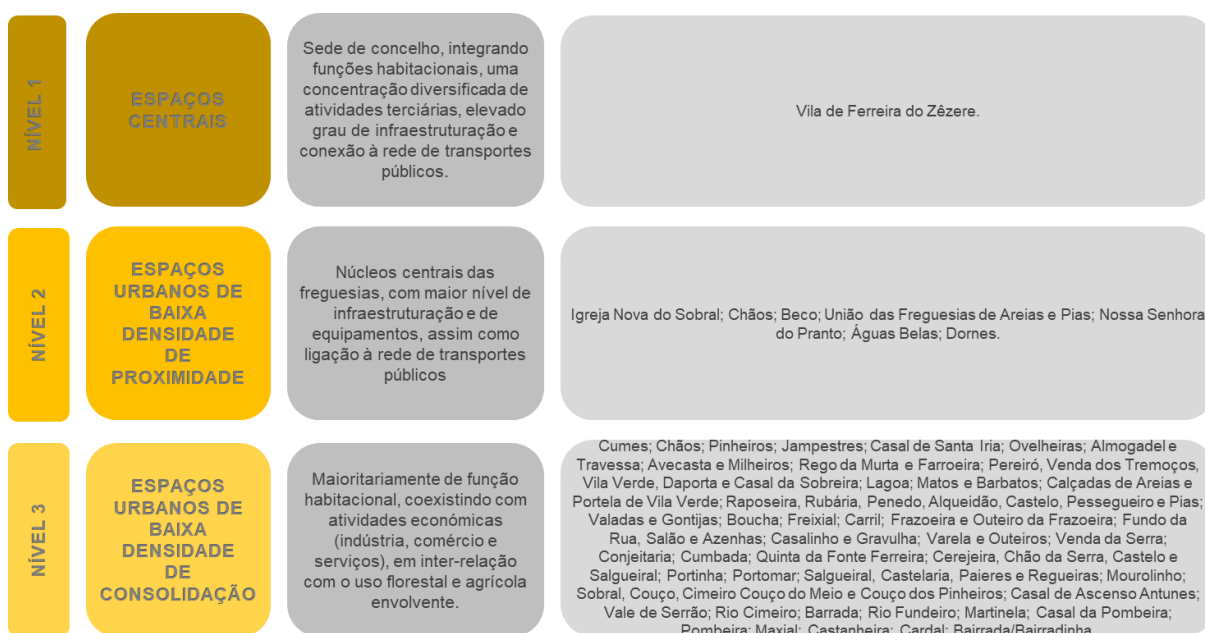 NÍVEL 1
ESPAÇOS
CENTRAIS
Sede de concelho, integrando
funções habitacionais, uma
concentração diversificada de
atividades terciárias, elevado
grau de infraestruturação e
conexão à rede de transportes
públicos.
Vila de Ferreira do Zêzere.
NÍVEL 2
ESPAÇOS
URBANOS DE
BAIXA
DENSIDADE
DE
PROXIMIDADE
Núcleos centrais das
freguesias, com maior nível de
infraestruturação e de
equipamentos, assim como
ligação à rede de transportes
públicos
Igreja Nova do Sobral; Chãos; Beco; União das Freguesias de Areias e Pias; Nossa Senhora
do Pranto; Águas Belas; Dornes.
NÍVEL 3
ESPAÇOS
URBANOS DE
BAIXA
DENSIDADE
DE
CONSOLIDAÇÃO
Maioritariamente de função
habitacional, coexistindo com
atividades económicas
(indústria, comércio e
serviços), em inter-relação
com o uso florestal e agrícola
envolvente.
Cumes; Chãos; Pinheiros; Jampestres; Casal de Santa Iria; Ovelheiras; Almogadel e
Travessa; Avecasta e Milheiros; Rego da Murta e Farroeira; Pereiró, Venda dos Tremoços,
Vila Verde, Daporta e Casal da Sobreira; Lagoa; Matos e Barbatos; Calçadas de Areias e
Portela de Vila Verde; Raposeira, Rubária, Penedo, Alqueidão, Castelo, Pessegueiro e Pias;
Valadas e Gontijas; Boucha; Freixial; Carril; Frazoeira e Outeiro da Frazoeira; Fundo da
Rua, Salão e Azenhas; Casalinho e Gravulha; Varela e Outeiros; Venda da Serra;
Conjeitaria; Cumbada; Quinta da Fonte Ferreira; Cerejeira, Chão da Serra, Castelo e
Salgueiral; Portinha; Portomar; Salgueiral, Castelaria, Paieres e Regueiras; Mourolinho;
Sobral, Couço, Cimeiro Couço do Meio e Couço dos Pinheiros; Casal de Ascenso Antunes;
Vale de Serrão; Rio Cimeiro; Barrada; Rio Fundeiro; Martinela; Casal da Pombeira;
Pombeira; Maxial; Castanheira; Cardal; Bairrada/Bairradinha